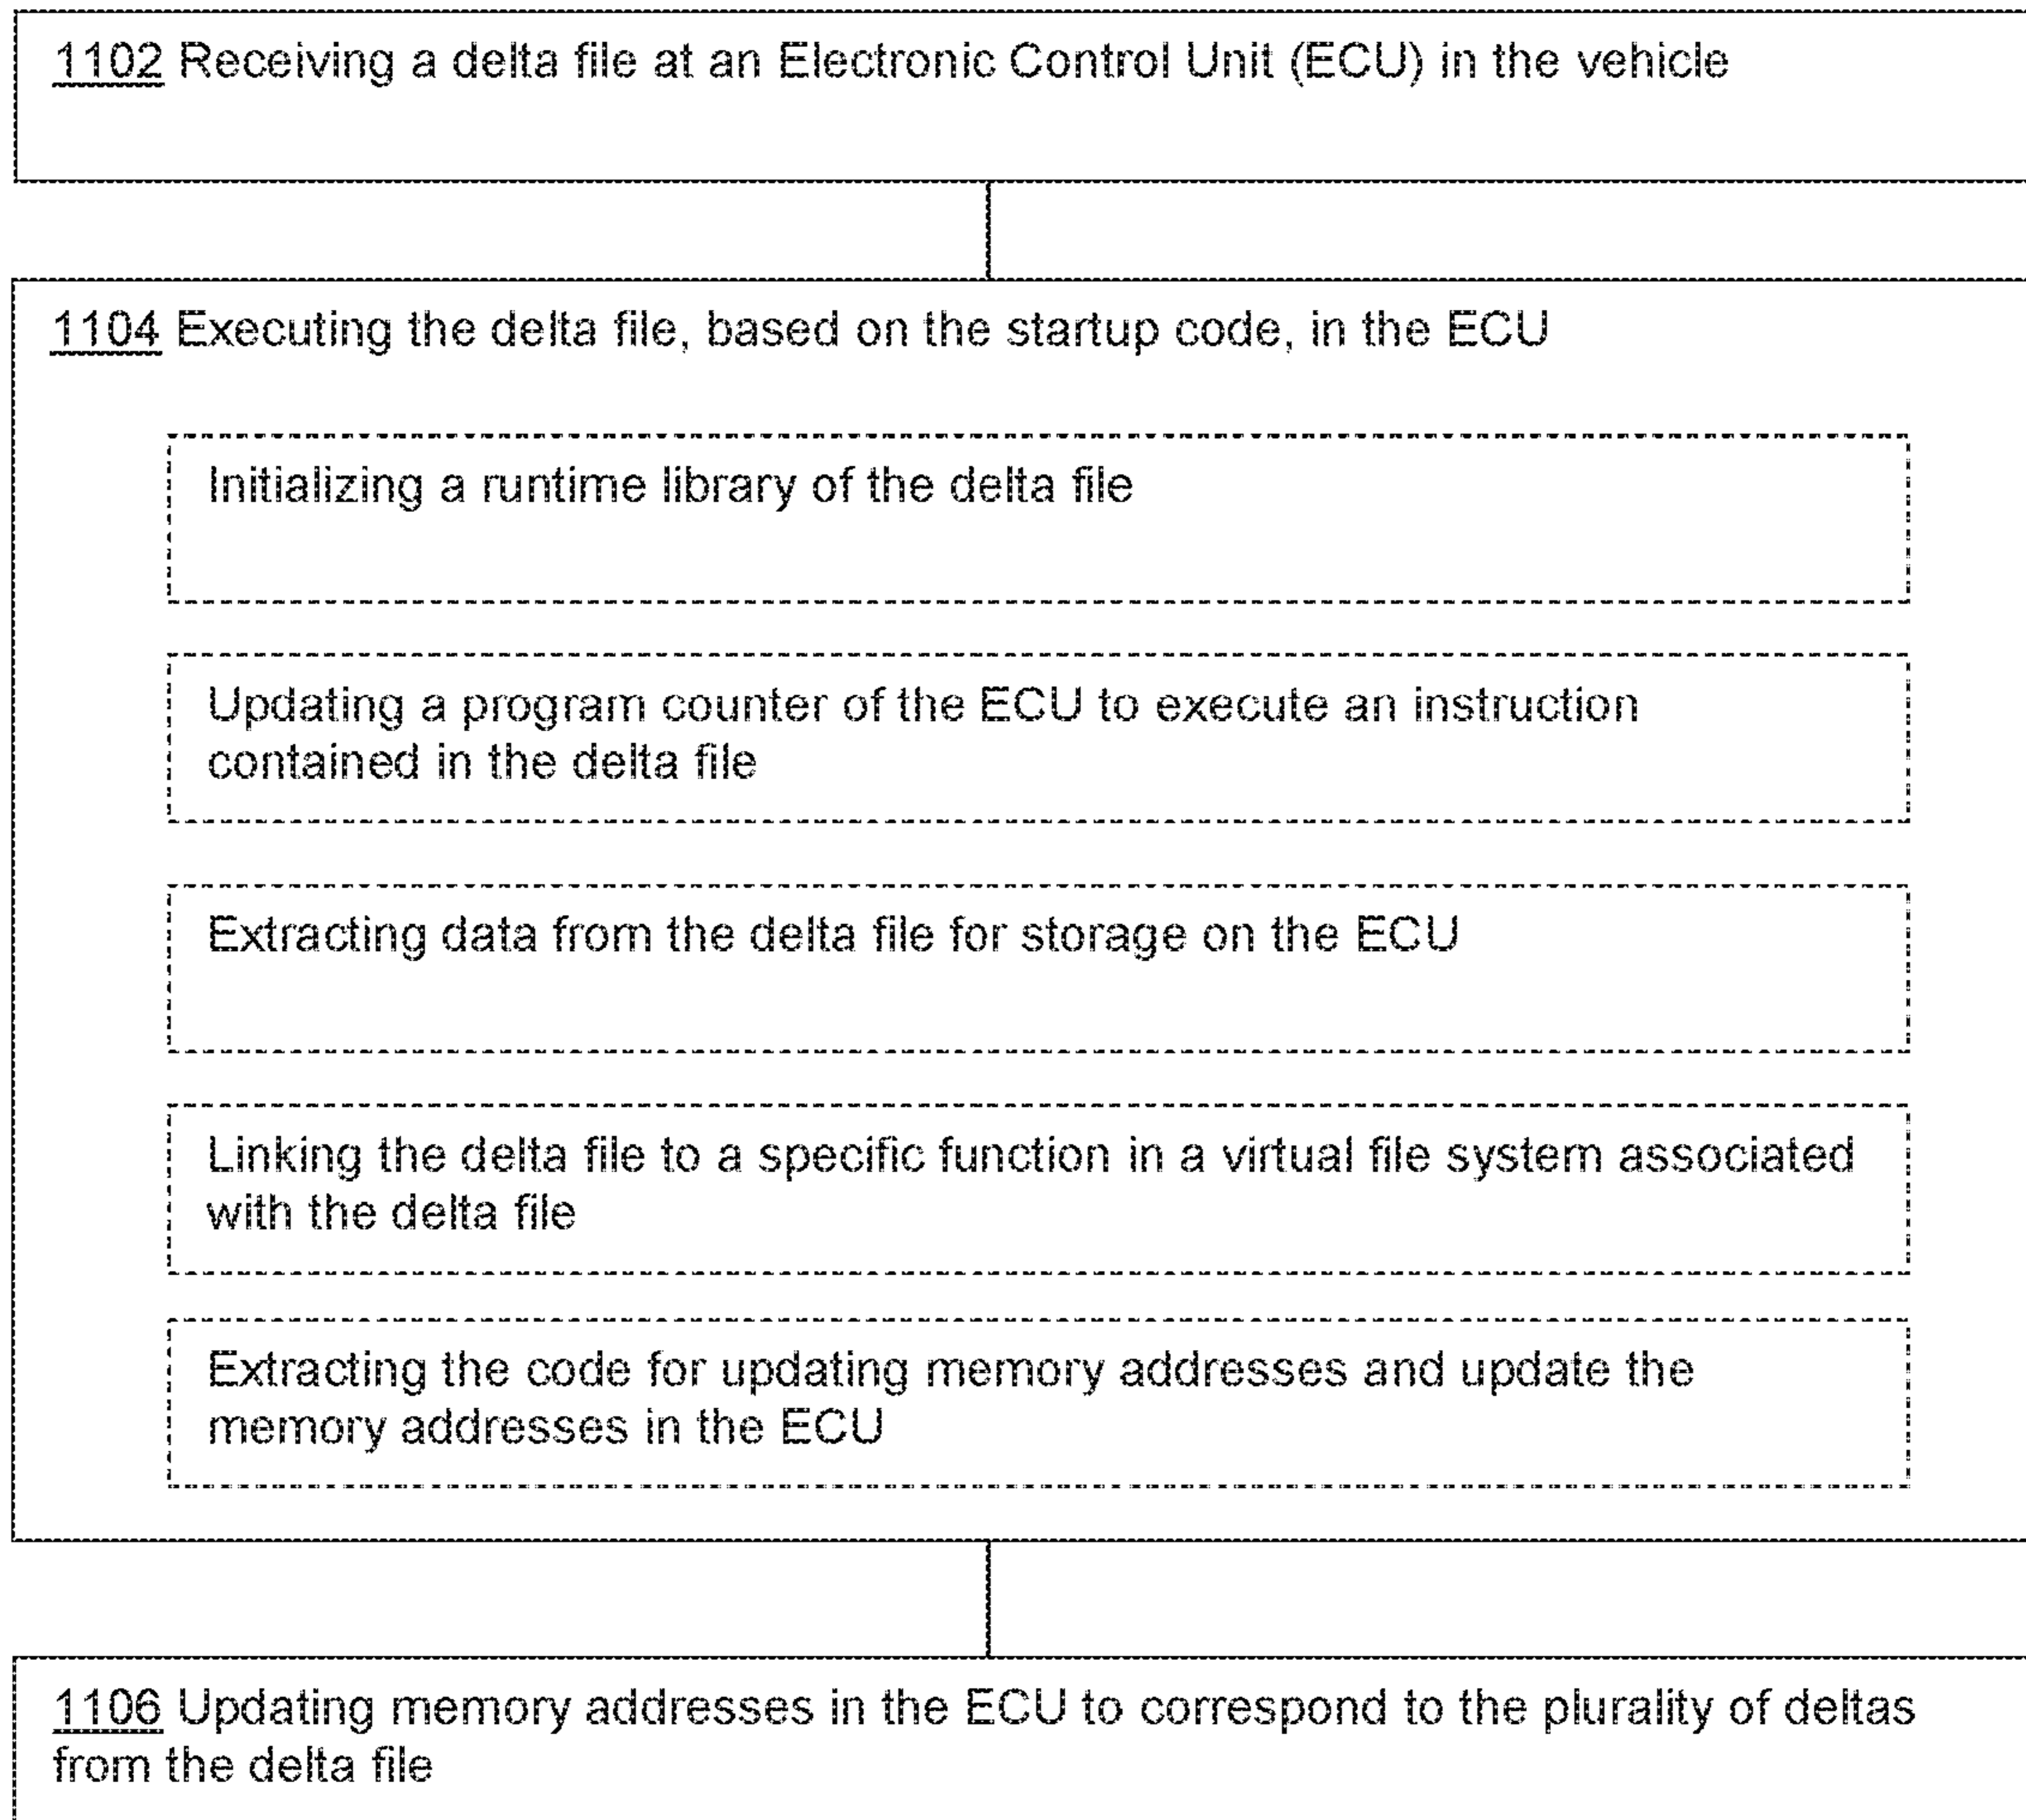 1102 Receiving a delta file at an Electronic Control Unit (ECU) in the vehicle
1104 Executing the delta file, based on the startup code, in the ECU
Initializing a runtime library of the delta file
Updating a program counter of the ECU to execute an instruction
contained in the delta file
Extracting data from the delta file for storage on the ECU
Linking the delta file to a specific function in a virtual file system associated
with the delta file
Extracting the code for updating memory addresses and update the
memory addresses in the ECU
1106 Updating memory addresses in the ECU to correspond to the plurality of deltas
from the delta file